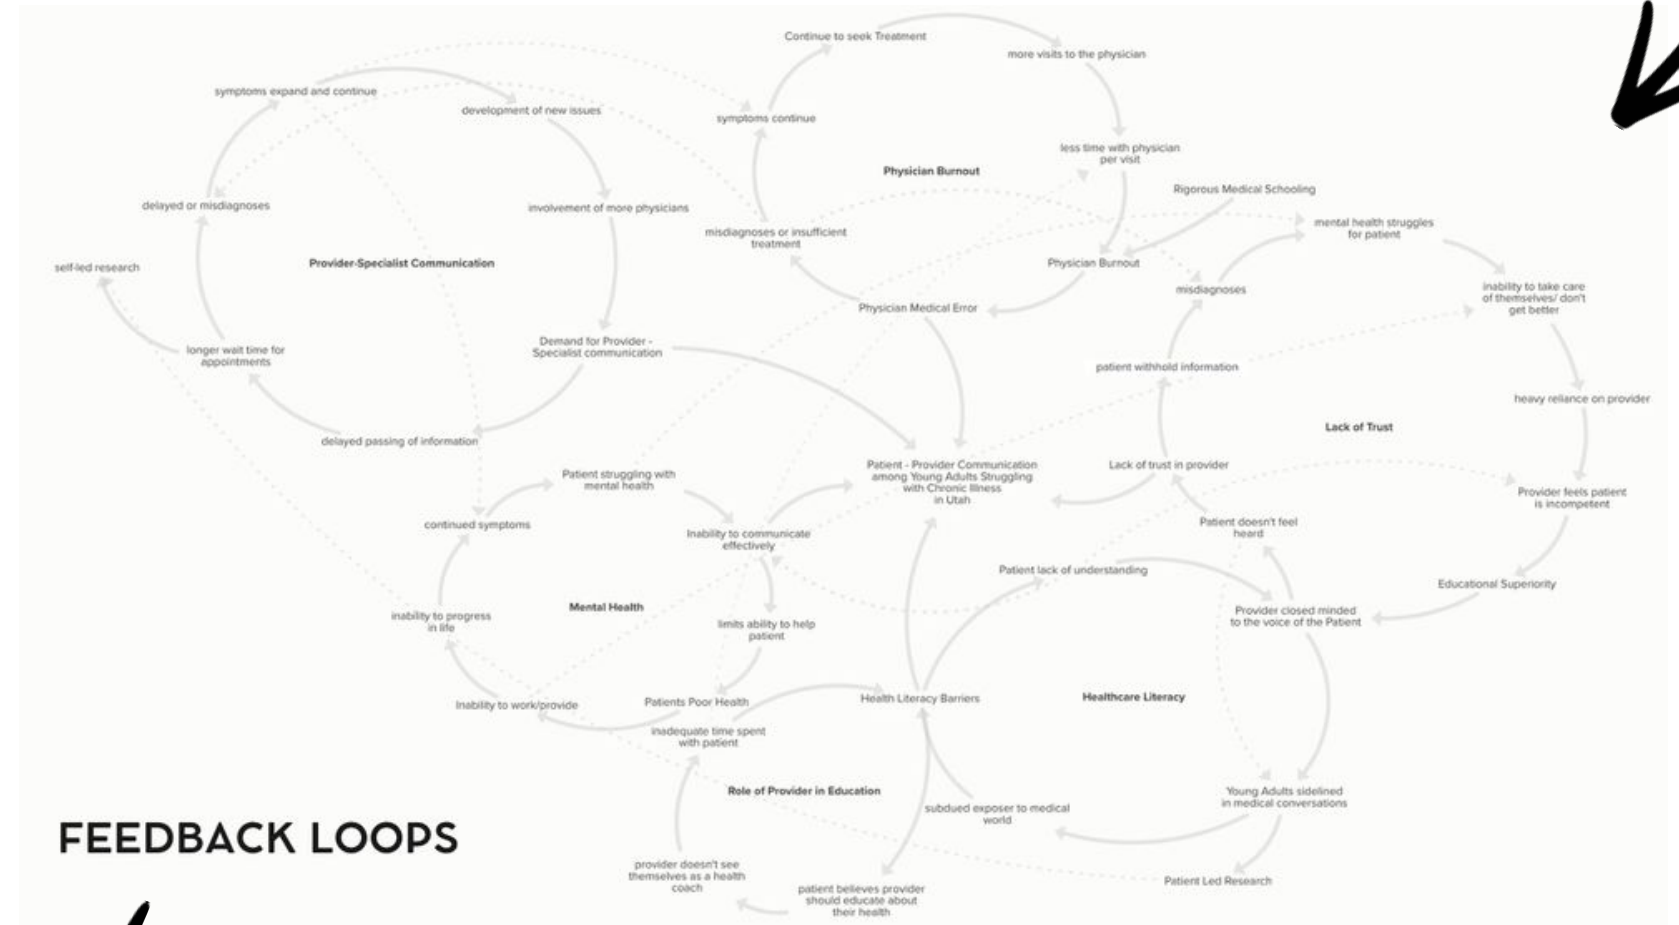 Continue to seek Treatment
more visits to the physician
symptoms expand and continue
development of new issues
symptoms continue
less time with physician
per visit
Physician Burnout
Rigorous Medical Schooling
delayed or misdiagnoses
involvement of more physicians
misdiagnoses or insufficient
treatment
mental health struggles
for patient
self-led research
Provider-Specialist Communication
Physician Burnout
misdiagnoses
inability to take care
of themselves/ don't
get better
Physician Medical Error
longer wait time for
appointments
Demand for Provider -
Specialist communication
patient withhold information
heavy reliance on provider
Lack of Trust
delayed passing of information
Patient struggling with
mental health
Patient - Provider Communication
among Young Adults Struggling
with Chronic Illness
in Utah
Lack of trust in provider
Provider feels patient
is incompetent
continued symptoms
Inability to communicate
effectively
Patient doesn't feel
heard
Patient lack of understanding
Educational Superiority
inability to progress
in life
Mental Health
limits ability to help
patient
Provider closed minded
to the voice of the Patient
Inability to work/provide
Patients Poor Health
Health Literacy Barriers
Healthcare Literacy
inadequate time spent
with patient
Role of Provider in Education
subdued exposer to medical
world
Young Adults sidelined
in medical conversations
FEEDBACK LOOPS
provider doesn't see
themselves as a health
coach
patient believes provider
should educate about
their health
Patient Led Research